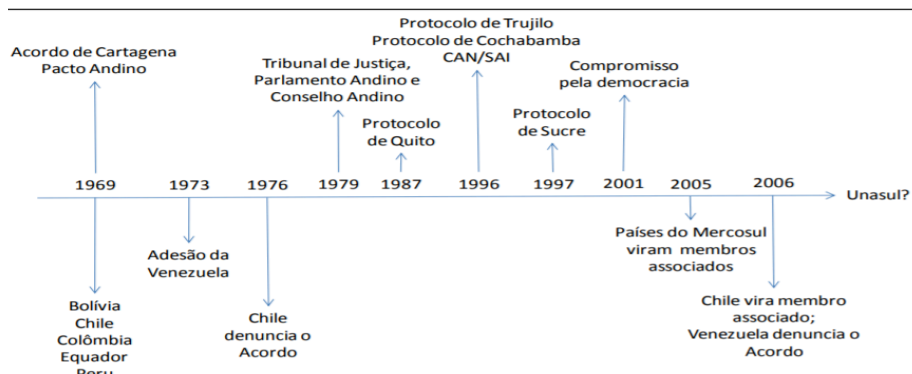 Acordo de Cartagena
Pacto Andino
Tribunal de Justiça,
Parlamento Andino e
Conselho Andino
Protocolo
de Quito
Protocolo de Trujilo
Protocolo de Cochabamba
CAN/SAI
Protocolo
de Sucre
Compromisso
pela democracia
1969
1973
1976
1979
1987
1996
1997
2001
2005
2006
Unasul?
Bolívia
Chile
Colômbia
Equador
Peru
Adesão da
Venezuela
Chile
denuncia o
Acordo
Países do Mercosul
viram membros
associados
Chile vira membro
associado;
Venezuela denuncia o
Acordo